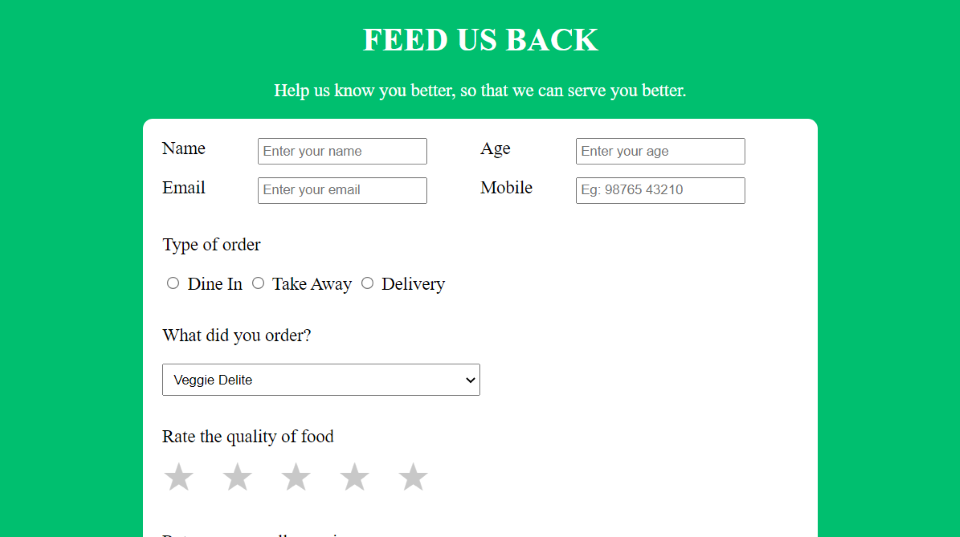 FEED US BACK
Help us know you better, so that we can serve you better.
Name Enter your name Age Enter your age
Email Enter your email Mobile Eg: 98765 43210
Type of order
Dine In Take Away Delivery
What did you order?
Veggie Delite
Rate the quality of food